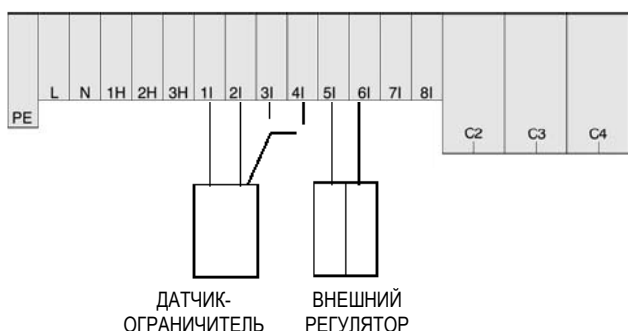 L N 1H 2H 3H 1I 2I 3I 4I 5I 6I 7I 8I
PE C2 C3 C4
ДАТЧИК- ВНЕШНИЙ
ОГРАНИЧИТЕЛЬ РЕГУЛЯТОР